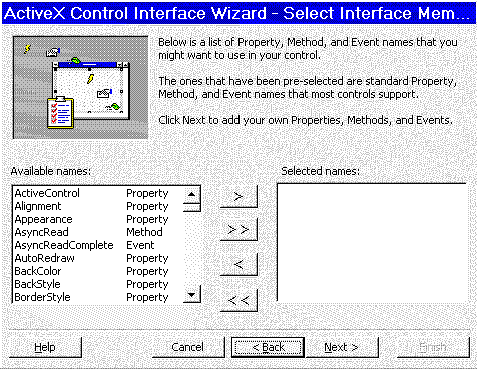 ActiveX Control Interface Wizard - Select Interface Mem...
Below is a list of Property, Method, and Event names that you
might want to use in your control.
The ones that have been pre-selected are standard Property,
Method, and Event names that most controls support.
Click Next to add your own Properties, Methods, and Events.
Available names:
Selected names:
ActiveControl Property
Alignment Property
Appearance Property
AsyncRead Method
AsyncReadComplete Event
AutoRedraw Property
BackColor Property
BackStyle Property
BorderStyle Property
>
>>
<
<<
Help
Cancel
< Back
Next >
Finish